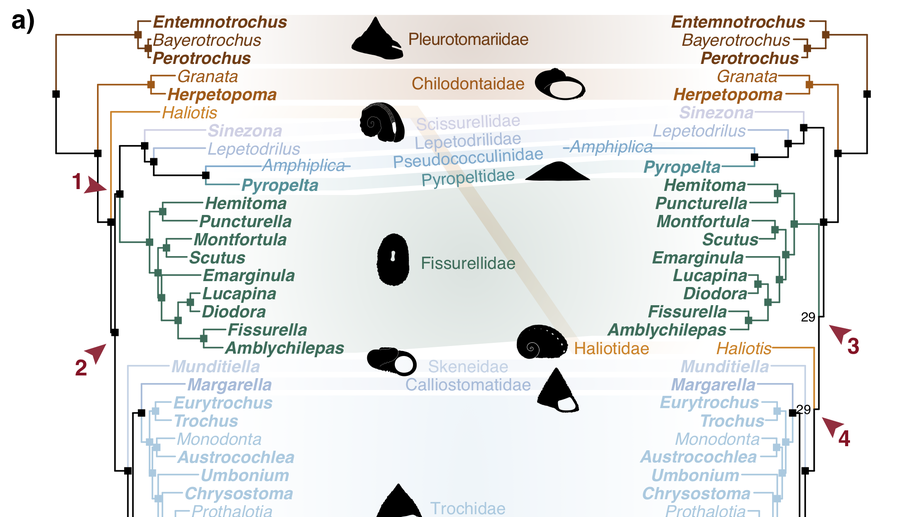 a)
Entemnotrochus Entemnotrochus
Bayerotrochus Pleurotomariidae Bayerotrochus
Perotrochus Perotrochus
Granata Chilodontaidae Granata
Herpetopoma Herpetopoma
Haliotis Scissurellidae Sinezona
Sinezona Lepetodrilidae Lepetodrilus
Lepetodrilus Pseudococculinidae Amphiplica
Amphiplica Pyropeltidae Pyropelta
1 Pyropelta Hemitoma
Hemitoma Puncturella
Puncturella Montfortula
Montfortula Scutus
Scutus Fissurellidae Emarginula
Emarginula Lucapina
Lucapina Diodora
Diodora Fissurella 29
Fissurella Amblychilepas 3
2 Amblychilepas Haliotidae Haliotis
Munditiella Skeneidae Munditiella
Margarella Calliostomatidae Margarella
Eurytrochus Eurytrochus 29
Trochus Trochus 4
Monodonta Monodonta
Austrocochlea Austrocochlea
Umbonium Umbonium
Chrysostoma Chrysostoma
Prothalotia Trochidae Prothalotia